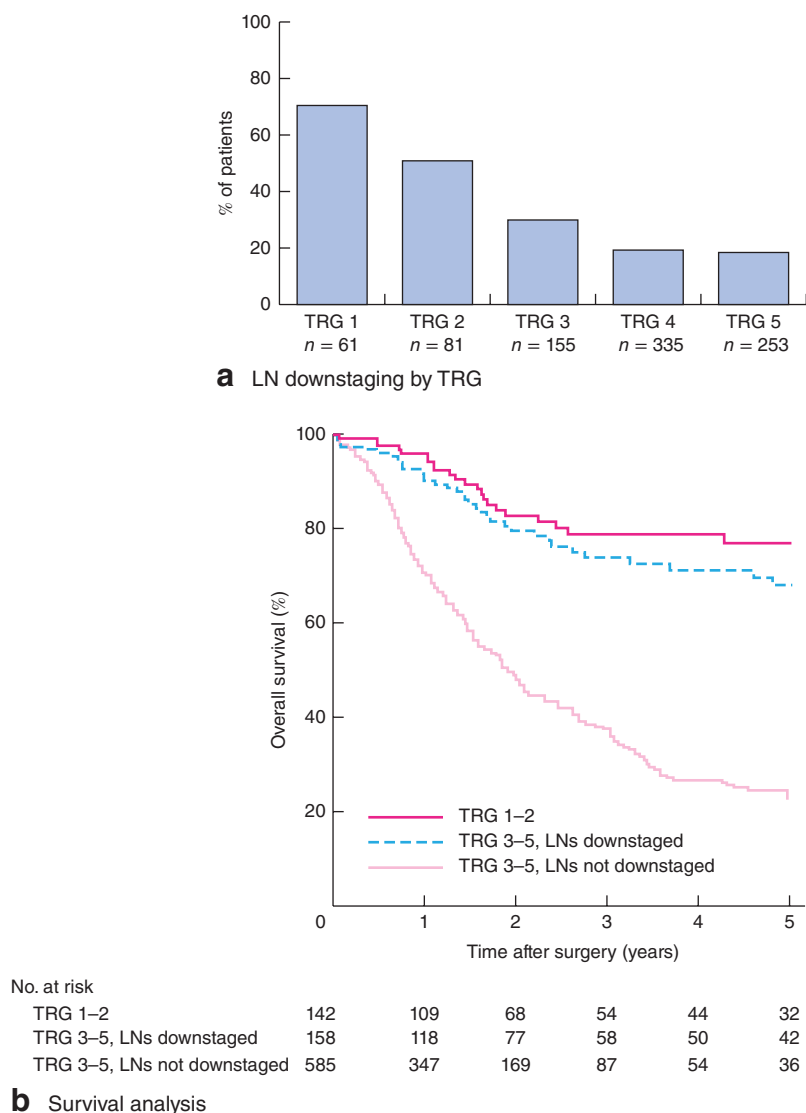 100
80
60
40
20
0
% of patients
TRG 1 TRG 2 TRG 3 TRG 4 TRG 5
n = 61 n = 81 n = 155 n = 335 n = 253
a LN downstaging by TRG
100
80
60
40
20
Overall survival (%)
TRG 1–2
TRG 3–5, LNs downstaged
TRG 3–5, LNs not downstaged
0 1 2 3 4 5
Time after surgery (years)
No. at risk
TRG 1–2 142 109 68 54 44 32
TRG 3–5, LNs downstaged 158 118 77 58 50 42
TRG 3–5, LNs not downstaged 585 347 169 87 54 36
b Survival analysis